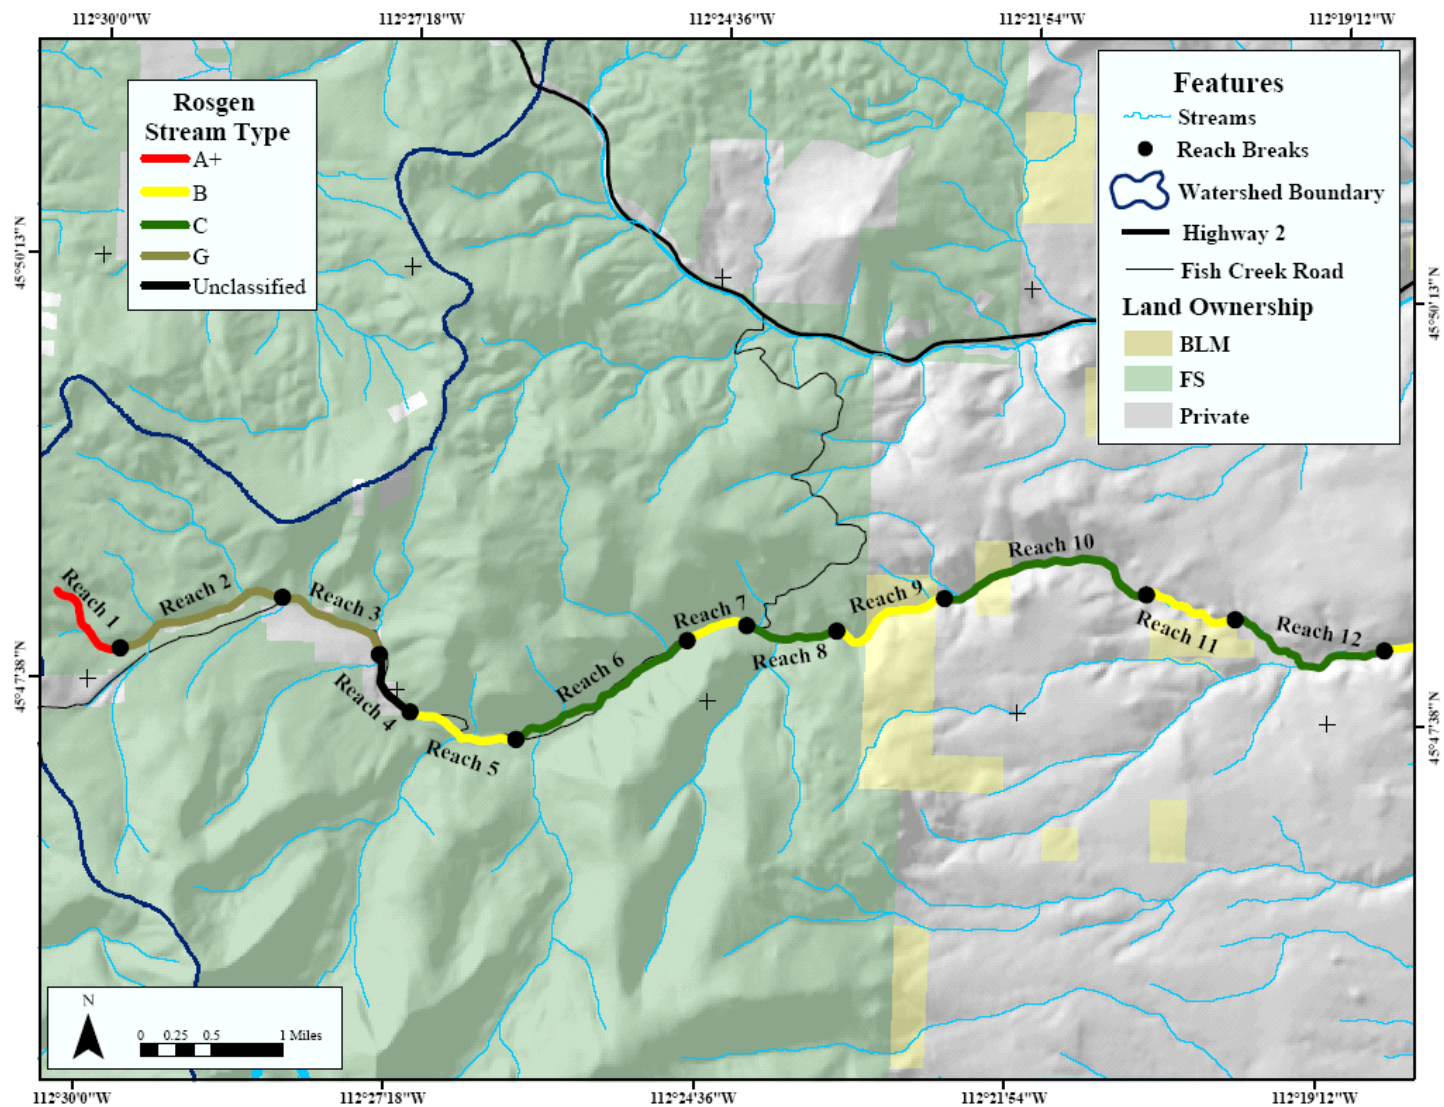 112°30'0"W
112°27'18"W
112°24'36"W
112°21'54"W
112°19'12"W
Rosgen
Stream Type
A+
B
C
G
Unclassified
Features
Streams
Reach Breaks
Watershed Boundary
Highway 2
Fish Creek Road
Land Ownership
BLM
FS
Private
45°50'13"N
45°50'13"N
Reach 1
Reach 2
Reach 3
Reach 4
Reach 5
Reach 6
Reach 7
Reach 8
Reach 9
Reach 10
Reach 11
Reach 12
45°47'38"N
45°47'38"N
N
0 0.25 0.5 1 Miles
112°30'0"W
112°27'18"W
112°24'36"W
112°21'54"W
112°19'12"W